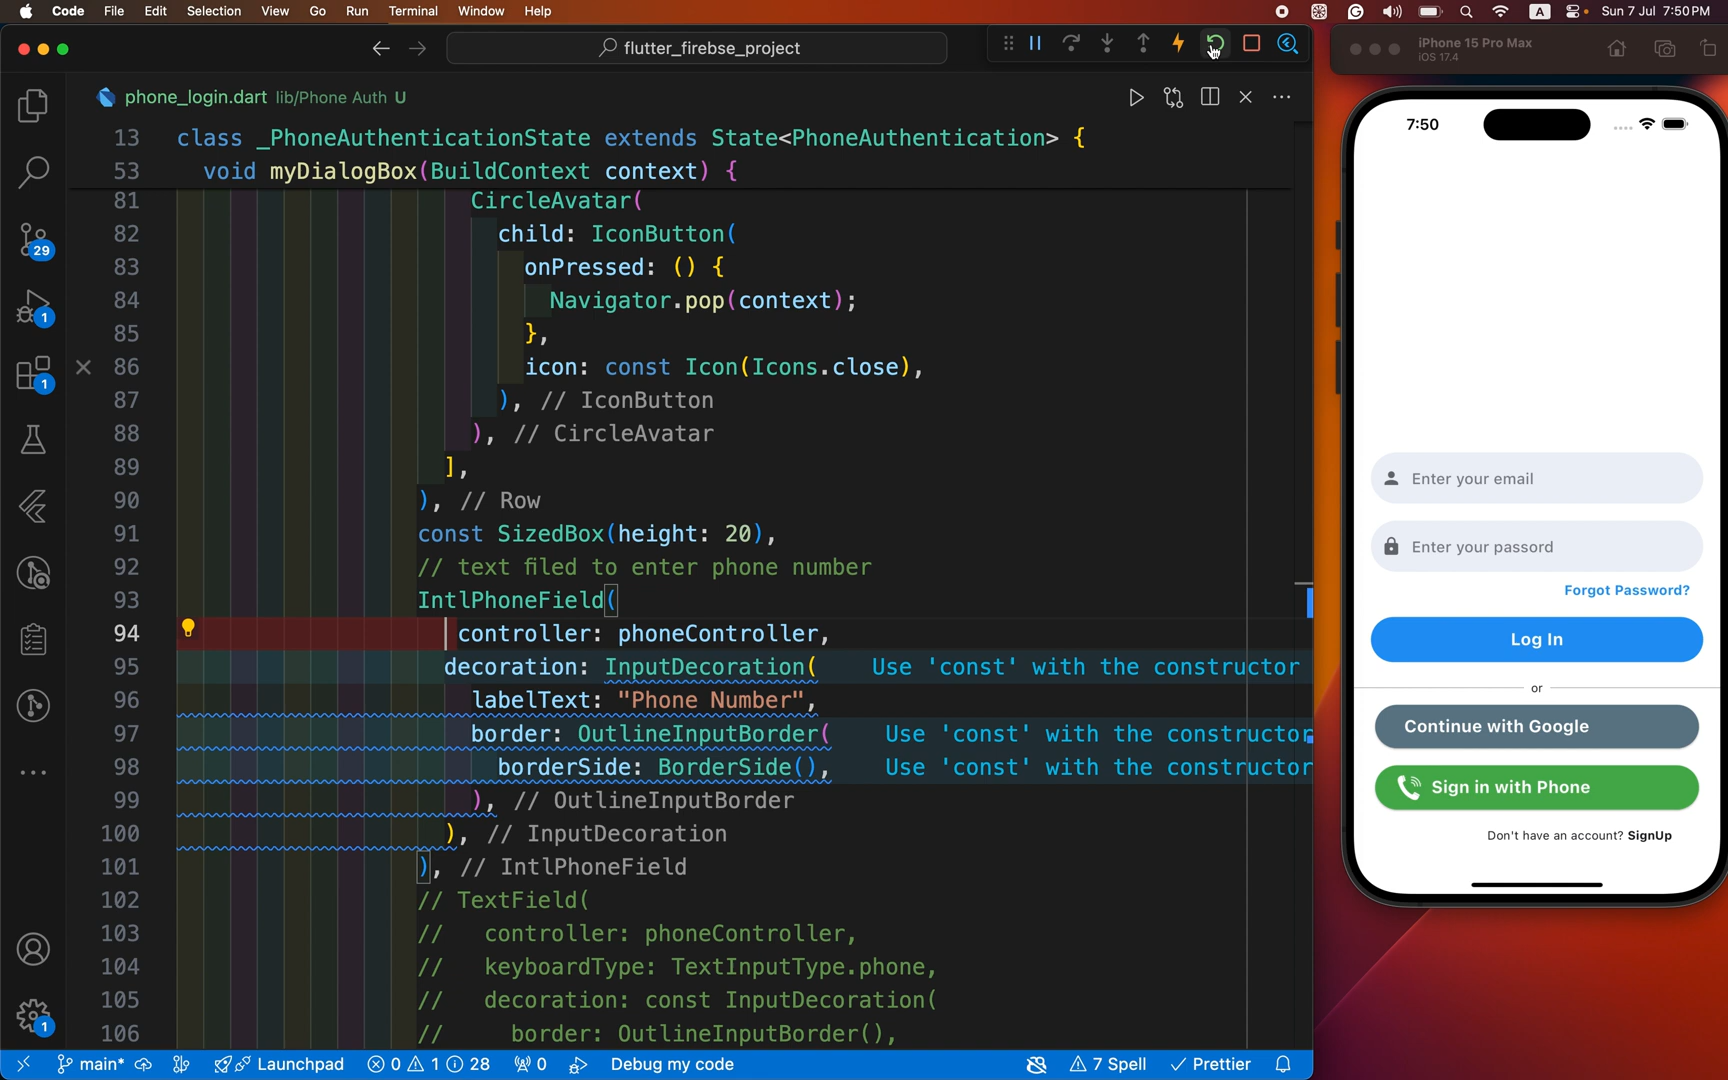 Code File Edit Selection View Go Run Terminal Window Help
A Sun 7 Jul 7:50 PM
flutter_firebse_project
phone_login.dart lib/Phone Auth U
13 class _PhoneAuthenticationState extends State<PhoneAuthentication> {
53 void myDialogBox(BuildContext context) {
81 CircleAvatar(
82 child: IconButton(
83 onPressed: () {
84 Navigator.pop(context);
85 },
86 icon: const Icon(Icons.close),
87 ), // IconButton
88 ), // CircleAvatar
89 ],
90 ), // Row
91 const SizedBox(height: 20),
92 // text filed to enter phone number
93 IntlPhoneField(
94 controller: phoneController,
95 decoration: InputDecoration( Use 'const' with the constructor
96 labelText: "Phone Number",
97 border: OutlineInputBorder( Use 'const' with the constructor
98 borderSide: BorderSide(), Use 'const' with the constructor
99 ), // OutlineInputBorder
100 ), // InputDecoration
101 ), // IntlPhoneField
102 // TextField(
103 // controller: phoneController,
104 // keyboardType: TextInputType.phone,
105 // decoration: const InputDecoration(
106 // border: OutlineInputBorder(),
29
1
1
1
main* Launchpad 0 1 28 0 Debug my code 7 Spell Prettier
iPhone 15 Pro Max
iOS 17.4
7:50
Enter your email
Enter your passord
Forgot Password?
Log In
or
Continue with Google
Sign in with Phone
Don't have an account? SignUp